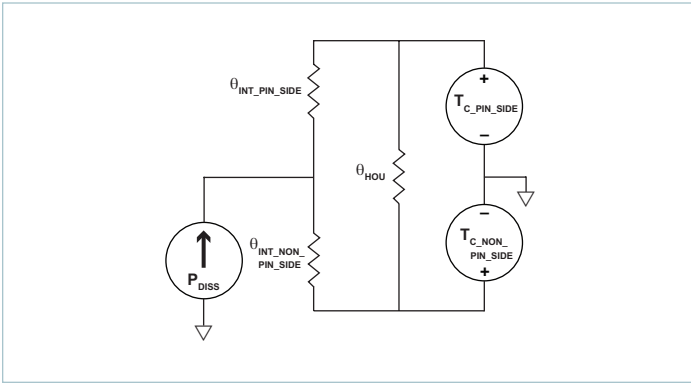 θINT_PIN_SIDE
+
TC_PIN_SIDE
–
θHOU
–
TC_NON_
PIN_SIDE
+
θINT_NON_
PIN_SIDE
PDISS